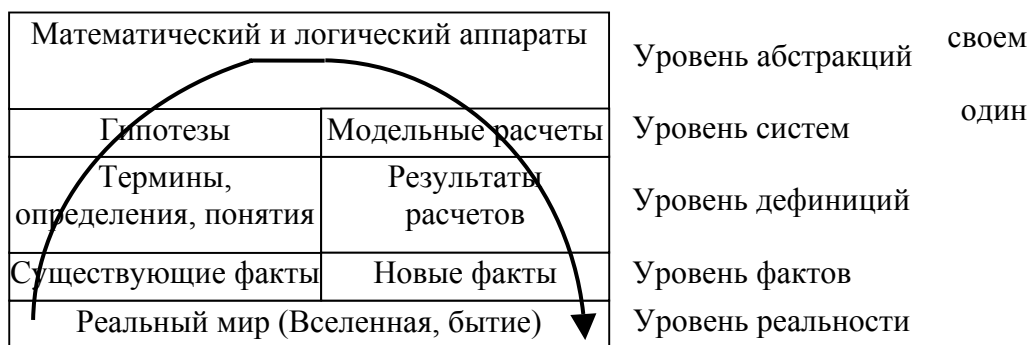 Математический и логический аппараты
Уровень абстракций
своем
Гипотезы
Модельные расчеты
Уровень систем
один
Термины,
определения, понятия
Результаты
расчетов
Уровень дефиниций
Существующие факты
Новые факты
Уровень фактов
Реальный мир (Вселенная, бытие)
Уровень реальности